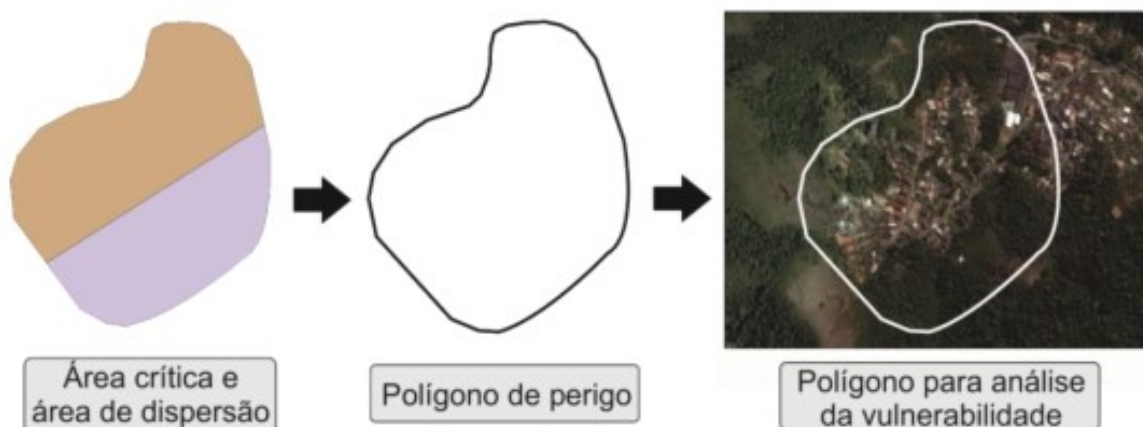 Área crítica e
área de dispersão
Polígono de perigo
Polígono para análise
da vulnerabilidade